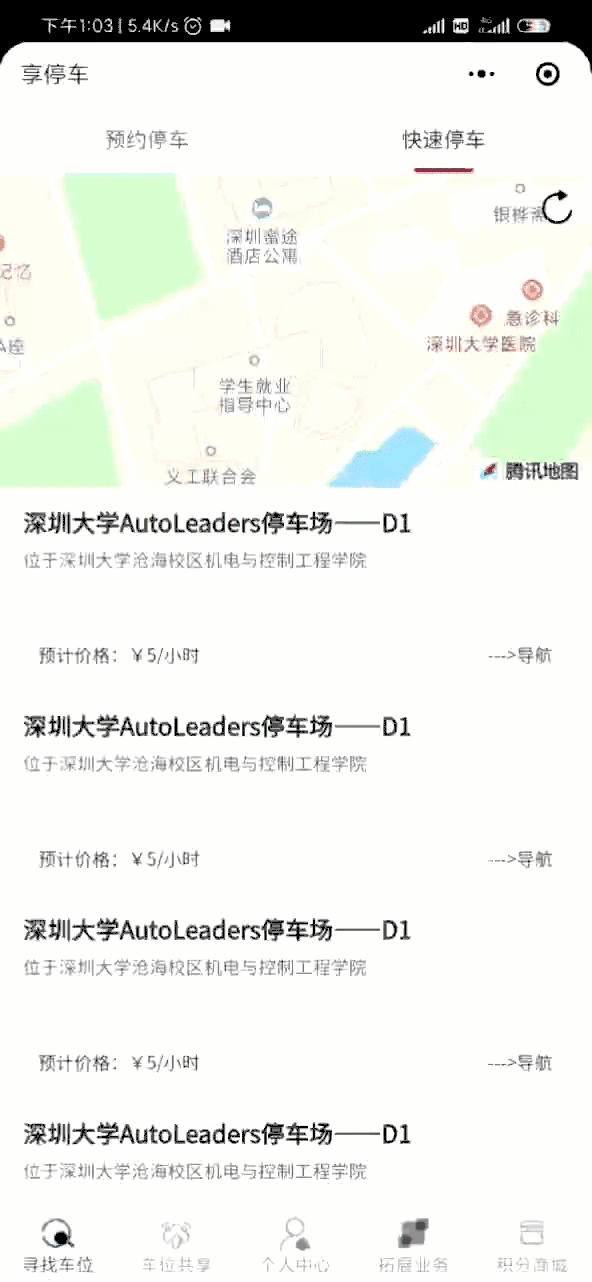 下午1:03 | 5.4K/s
HD
4G
享停车
预约停车
快速停车
银桦斋
深圳蜜途
酒店公寓
记忆
急诊科
A座
深圳大学医院
学生就业
指导中心
义工联合会
腾讯地图
深圳大学AutoLeaders停车场——D1
位于深圳大学沧海校区机电与控制工程学院
预计价格：￥5/小时
--->导航
深圳大学AutoLeaders停车场——D1
位于深圳大学沧海校区机电与控制工程学院
预计价格：￥5/小时
--->导航
深圳大学AutoLeaders停车场——D1
位于深圳大学沧海校区机电与控制工程学院
预计价格：￥5/小时
--->导航
深圳大学AutoLeaders停车场——D1
位于深圳大学沧海校区机电与控制工程学院
寻找车位
车位共享
个人中心
拓展业务
积分商城